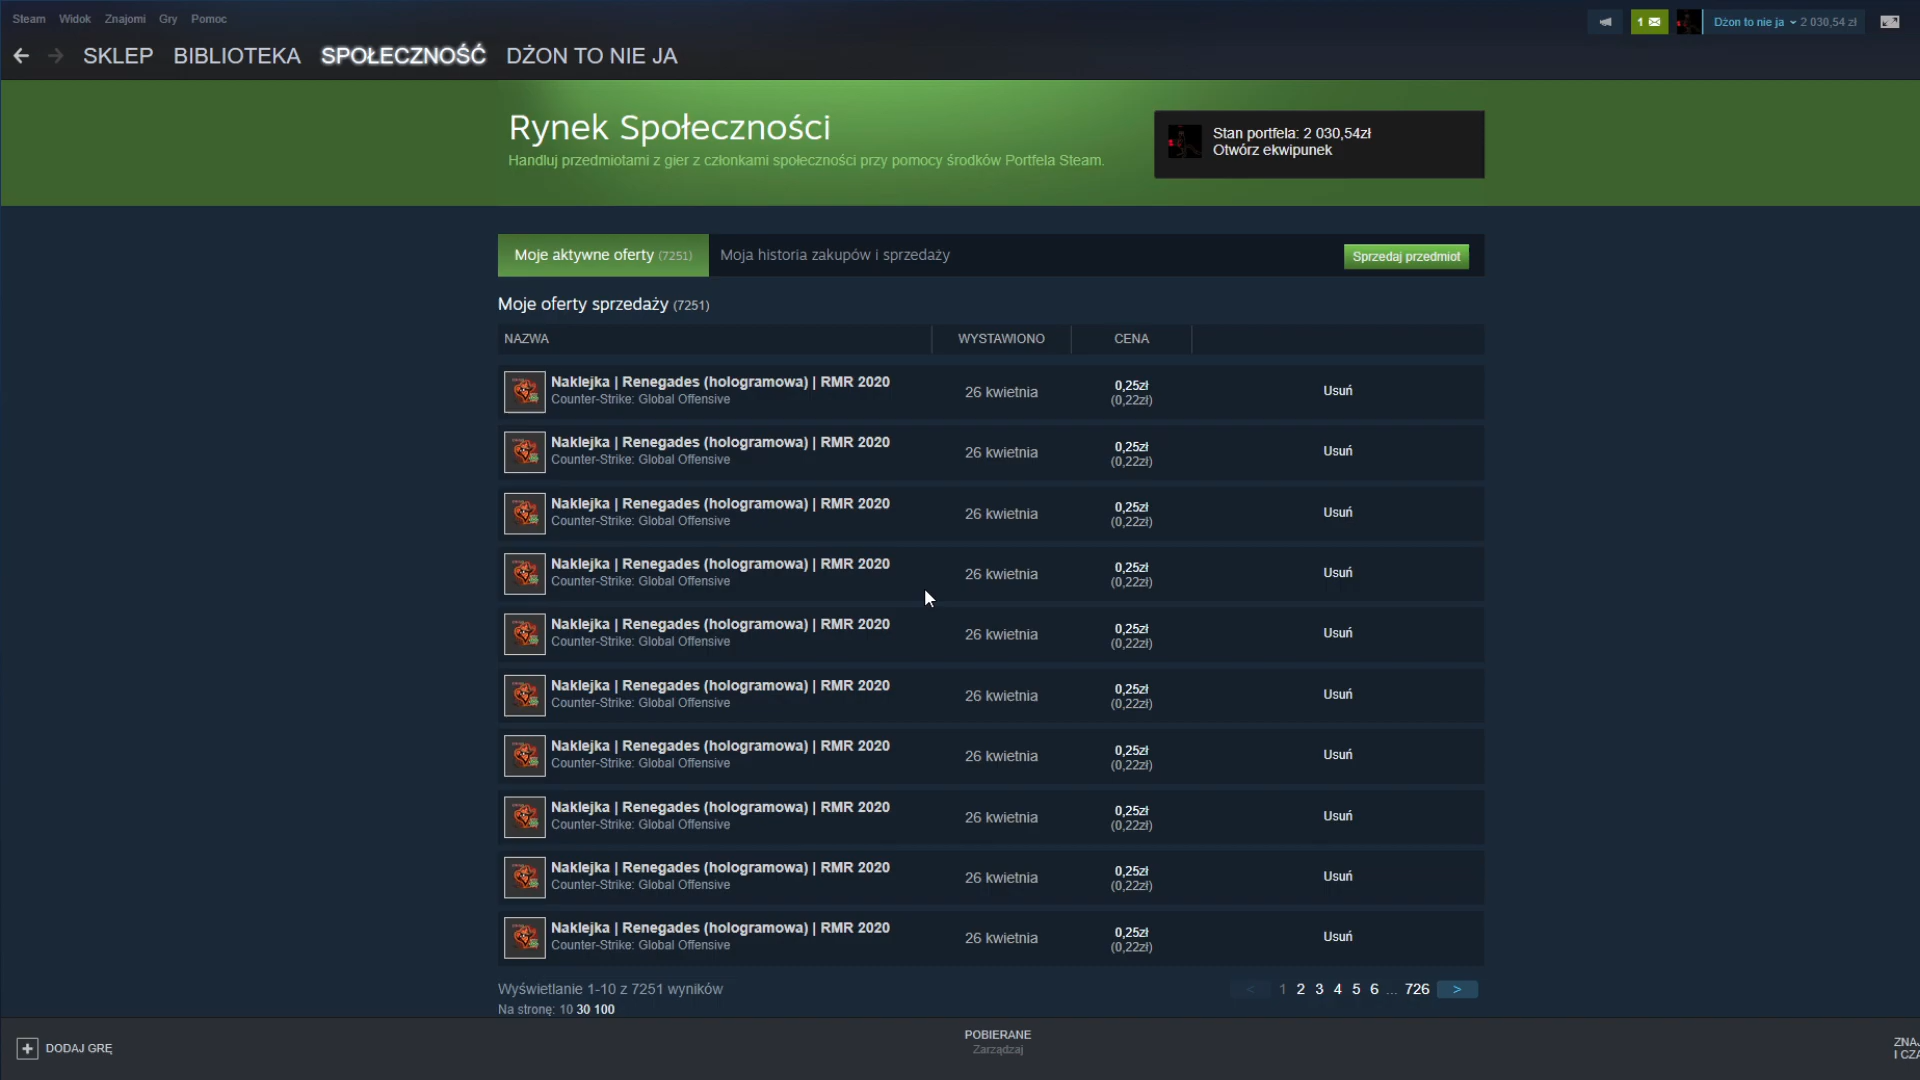 Steam Widok Znajomi Gry Pomoc
1
Dżon to nie ja 2 030,54 zł
SKLEP BIBLIOTEKA SPOŁECZNOŚĆ DŻON TO NIE JA
Rynek Społeczności
Handluj przedmiotami z gier z członkami społeczności przy pomocy środków Portfela Steam.
Stan portfela: 2 030,54zł
Otwórz ekwipunek
Moje aktywne oferty (7251) Moja historia zakupów i sprzedaży Sprzedaj przedmiot
Moje oferty sprzedaży (7251)
NAZWA WYSTAWIONO CENA
Naklejka | Renegades (hologramowa) | RMR 2020
Counter-Strike: Global Offensive
26 kwietnia
0,25zł
(0,22zł)
Usuń
Naklejka | Renegades (hologramowa) | RMR 2020
Counter-Strike: Global Offensive
26 kwietnia
0,25zł
(0,22zł)
Usuń
Naklejka | Renegades (hologramowa) | RMR 2020
Counter-Strike: Global Offensive
26 kwietnia
0,25zł
(0,22zł)
Usuń
Naklejka | Renegades (hologramowa) | RMR 2020
Counter-Strike: Global Offensive
26 kwietnia
0,25zł
(0,22zł)
Usuń
Naklejka | Renegades (hologramowa) | RMR 2020
Counter-Strike: Global Offensive
26 kwietnia
0,25zł
(0,22zł)
Usuń
Naklejka | Renegades (hologramowa) | RMR 2020
Counter-Strike: Global Offensive
26 kwietnia
0,25zł
(0,22zł)
Usuń
Naklejka | Renegades (hologramowa) | RMR 2020
Counter-Strike: Global Offensive
26 kwietnia
0,25zł
(0,22zł)
Usuń
Naklejka | Renegades (hologramowa) | RMR 2020
Counter-Strike: Global Offensive
26 kwietnia
0,25zł
(0,22zł)
Usuń
Naklejka | Renegades (hologramowa) | RMR 2020
Counter-Strike: Global Offensive
26 kwietnia
0,25zł
(0,22zł)
Usuń
Naklejka | Renegades (hologramowa) | RMR 2020
Counter-Strike: Global Offensive
26 kwietnia
0,25zł
(0,22zł)
Usuń
Wyświetlanie 1-10 z 7251 wyników
< 1 2 3 4 5 6 ... 726 >
Na stronę: 10 30 100
DODAJ GRĘ
POBIERANE
Zarządzaj
ZNAJ
I CZA